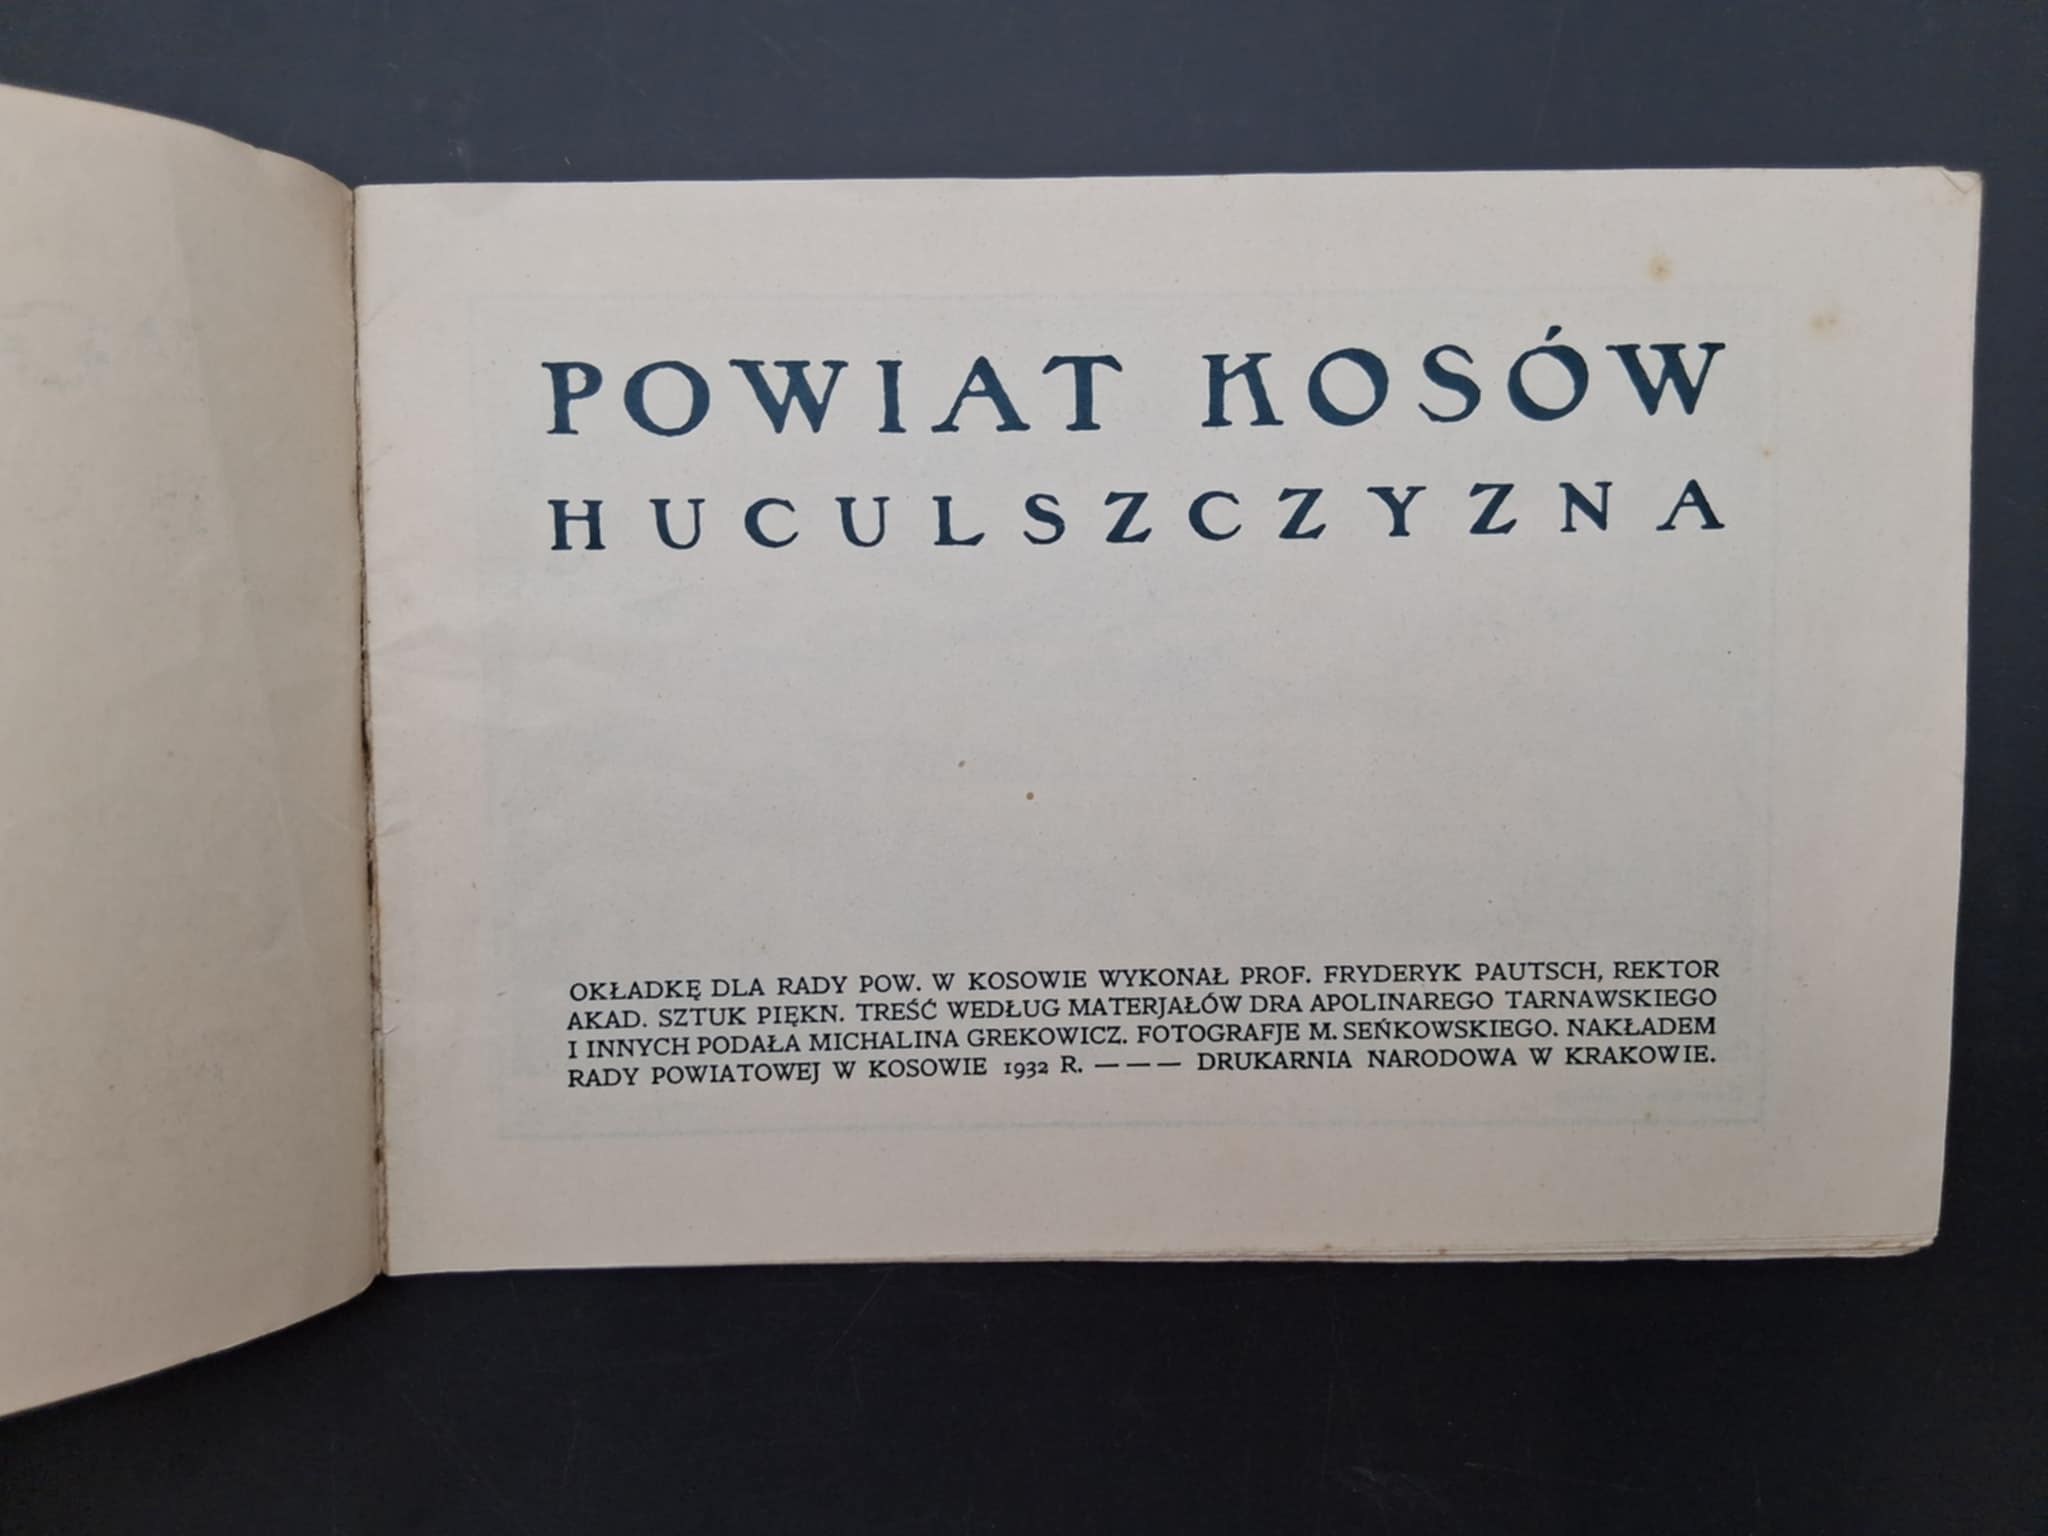 POWIAT KOSÓW
HUCULSZCZYZNA
OKŁADKĘ DLA RADY POW. W KOSOWIE WYKONAŁ PROF. FRYDERYK PAUTSCH, REKTOR
AKAD. SZTUK PIĘKN. TREŚĆ WEDŁUG MATERJAŁÓW DRA APOLINAREGO TARNAWSKIEGO
I INNYCH PODAŁA MICHALINA GREKOWICZ. FOTOGRAFJE M. SEŃKOWSKIEGO. NAKŁADEM
RADY POWIATOWEJ W KOSOWIE 1932 R. — — — DRUKARNIA NARODOWA W KRAKOWIE.